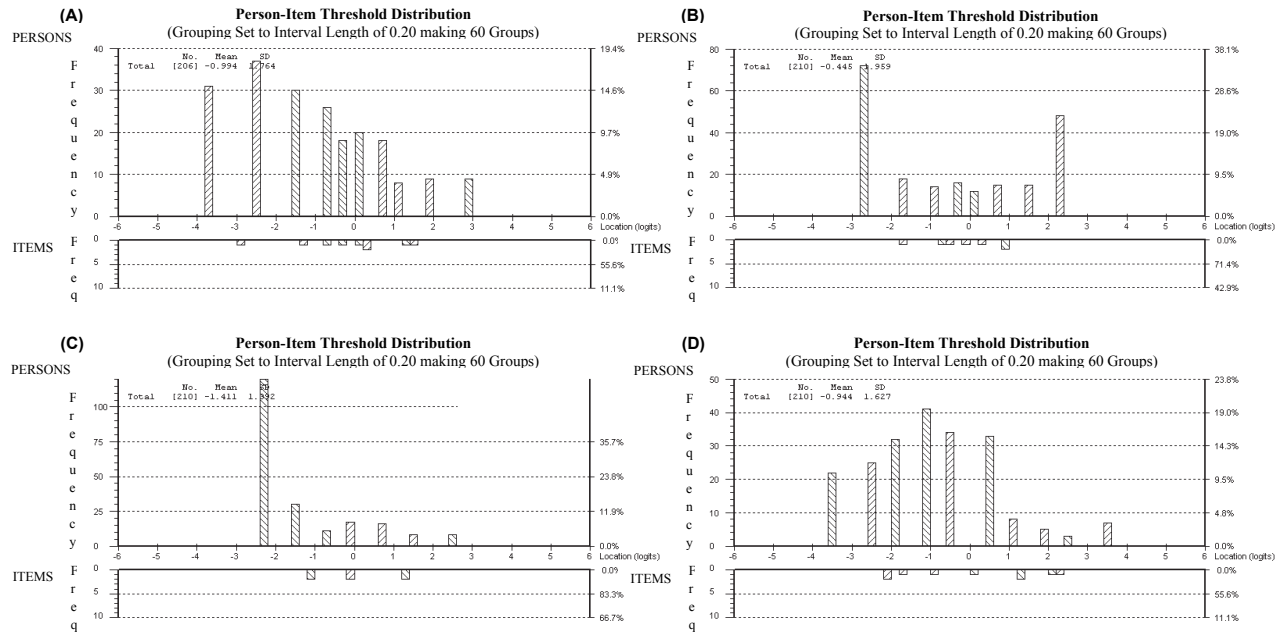 (A)
Person-Item Threshold Distribution
(Grouping Set to Interval Length of 0.20 making 60 Groups)
PERSONS
No. Mean SD
Total [206] -0.994
40 19.4%
30 14.6%
20 9.7%
10 4.9%
0 0.0%
Frequency
-6 -5 -4 -3 -2 -1 0 1 2 3 4 5 6 Location (logits)
ITEMS
Freq
0 0.0%
5 55.6%
10 11.1%
(B)
Person-Item Threshold Distribution
(Grouping Set to Interval Length of 0.20 making 60 Groups)
PERSONS
No. Mean SD
Total [210] -0.445 1.959
80 38.1%
60 28.6%
40 19.0%
20 9.5%
0 0.0%
Frequency
-6 -5 -4 -3 -2 -1 0 1 2 3 4 5 6 Location (logits)
ITEMS
Freq
0 0.0%
5 71.4%
10 42.9%
(C)
Person-Item Threshold Distribution
(Grouping Set to Interval Length of 0.20 making 60 Groups)
PERSONS
No. Mean
Total [210] -1.411
100
75 35.7%
50 23.8%
25 11.9%
0 0.0%
Frequency
-6 -5 -4 -3 -2 -1 0 1 2 3 4 5 6 Location (logits)
ITEMS
Freq
0 0.0%
5 83.3%
10 66.7%
(D)
Person-Item Threshold Distribution
(Grouping Set to Interval Length of 0.20 making 60 Groups)
PERSONS
No. Mean SD
Total [210] -0.944 1.627
50 23.8%
40 19.0%
30 14.3%
20 9.5%
10 4.8%
0 0.0%
Frequency
-6 -5 -4 -3 -2 -1 0 1 2 3 4 5 6 Location (logits)
ITEMS
Freq
0 0.0%
5 55.6%
10 11.1%